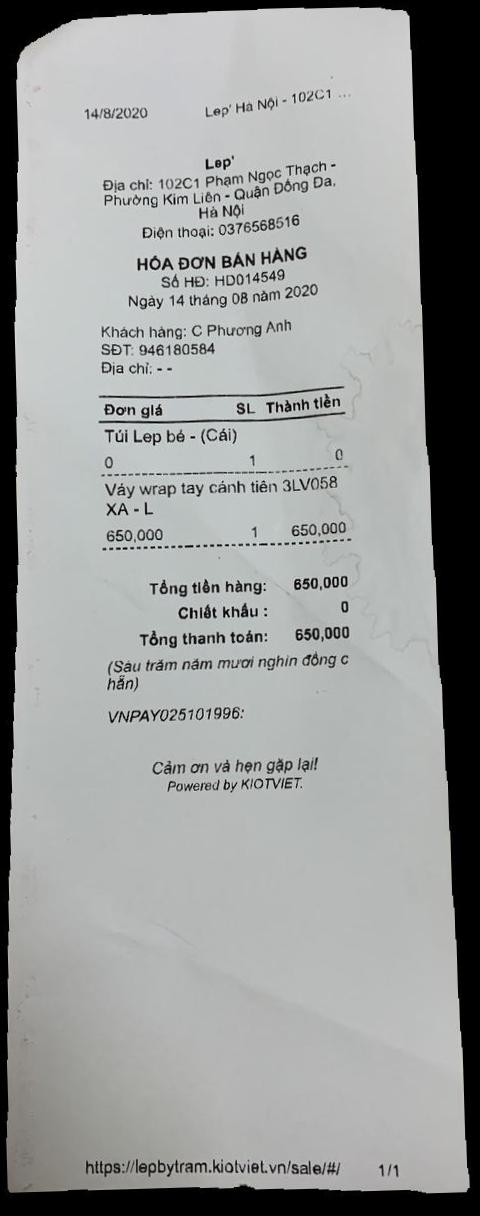 14/8/2020 Lep' Hà Nội - 102C1 ...
Lep'
Địa chỉ: 102C1 Phạm Ngọc Thạch -
Phường Kim Liên - Quận Đống Đa,
Hà Nội
Điện thoại: 0376568516
HÓA ĐƠN BÁN HÀNG
Số HĐ: HD014549
Ngày 14 tháng 08 năm 2020
Khách hàng: C Phương Anh
SĐT: 946180584
Địa chỉ: - -
Đơn giá SL Thành tiền
Túi Lep bé - (Cái)
0 1 0
Váy wrap tay cánh tiên 3LV058
XA - L
650,000 1 650,000
Tổng tiền hàng: 650,000
Chiết khấu : 0
Tổng thanh toán: 650,000
(Sáu trăm năm mươi nghìn đồng c
hẵn)
VNPAY025101996:
Cảm ơn và hẹn gặp lại!
Powered by KIOTVIET.
https://lepbytram.kiotviet.vn/sale/#/ 1/1